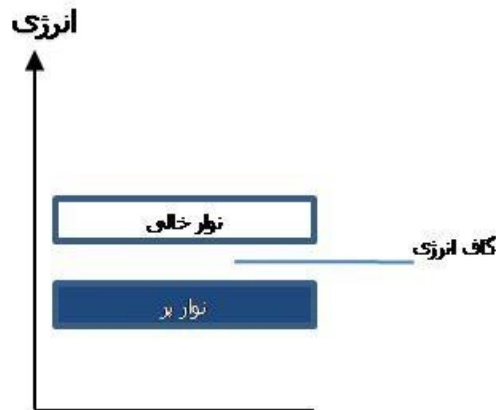 انرژی
نوار خالی
گاف انرژی
نوار پر